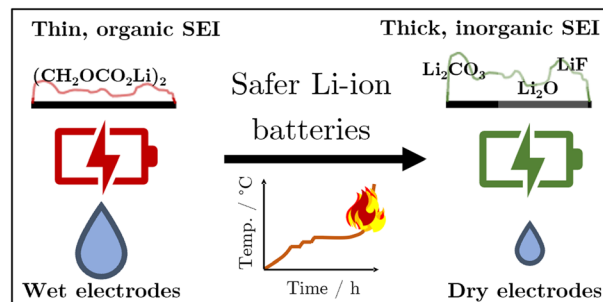 Thin, organic SEI
(CH₂OCO₂Li)₂
Wet electrodes
Safer Li-ion
batteries
Temp. / °C
Time / h
Thick, inorganic SEI
Li₂CO₃
LiF
Li₂O
Dry electrodes